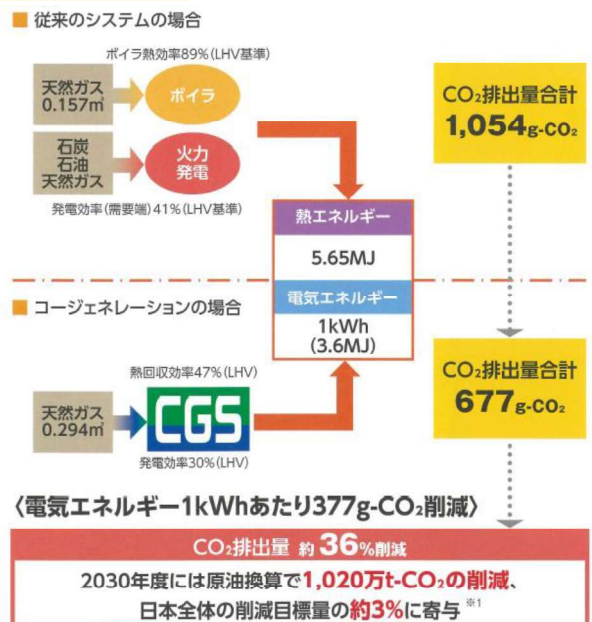 ■ 従来のシステムの場合
ボイラ熱効率89%(LHV基準)
天然ガス
0.157㎥
ボイラ
石炭
石油
天然ガス
火力
発電
発電効率(需要端)41%(LHV基準)
CO₂排出量合計
1,054g-CO₂
熱エネルギー
5.65MJ
電気エネルギー
1kWh
(3.6MJ)
■ コージェネレーションの場合
熱回収効率47%(LHV)
天然ガス
0.294㎥
CGS
発電効率30%(LHV)
CO₂排出量合計
677g-CO₂
〈電気エネルギー1kWhあたり377g-CO₂削減〉
CO₂排出量 約36%削減
2030年度には原油換算で1,020万t-CO₂の削減、
日本全体の削減目標量の約3%に寄与 ※1